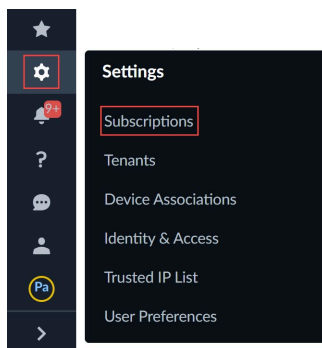 Settings
9+
Subscriptions
Tenants
?
Device Associations
Identity & Access
Trusted IP List
Pa
User Preferences